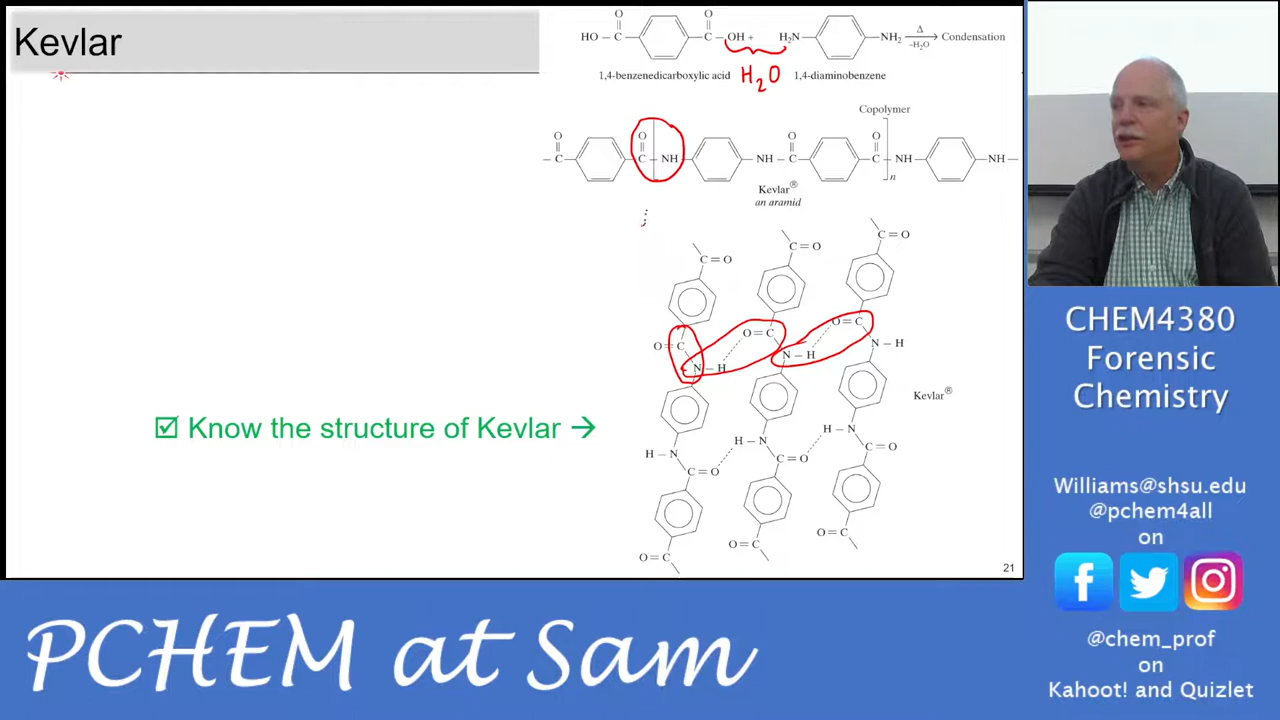 Kevlar
O O
HO – C C – OH + H₂N NH₂ Δ –H₂O Condensation
1,4-benzenedicarboxylic acid H₂O 1,4-diaminobenzene
Copolymer
O O O O
– C C NH NH C C NH NH –
n
Kevlar®
an aramid
C = O C = O C = O
O = C O = C O = C
N – H N – H N – H
Kevlar®
☑ Know the structure of Kevlar →
H – N H – N H – N
C = O C = O C = O
O = C O = C O = C
21
CHEM4380
Forensic
Chemistry
Williams@shsu.edu
@pchem4all
on
f
@chem_prof
on
Kahoot! and Quizlet
PCHEM at Sam